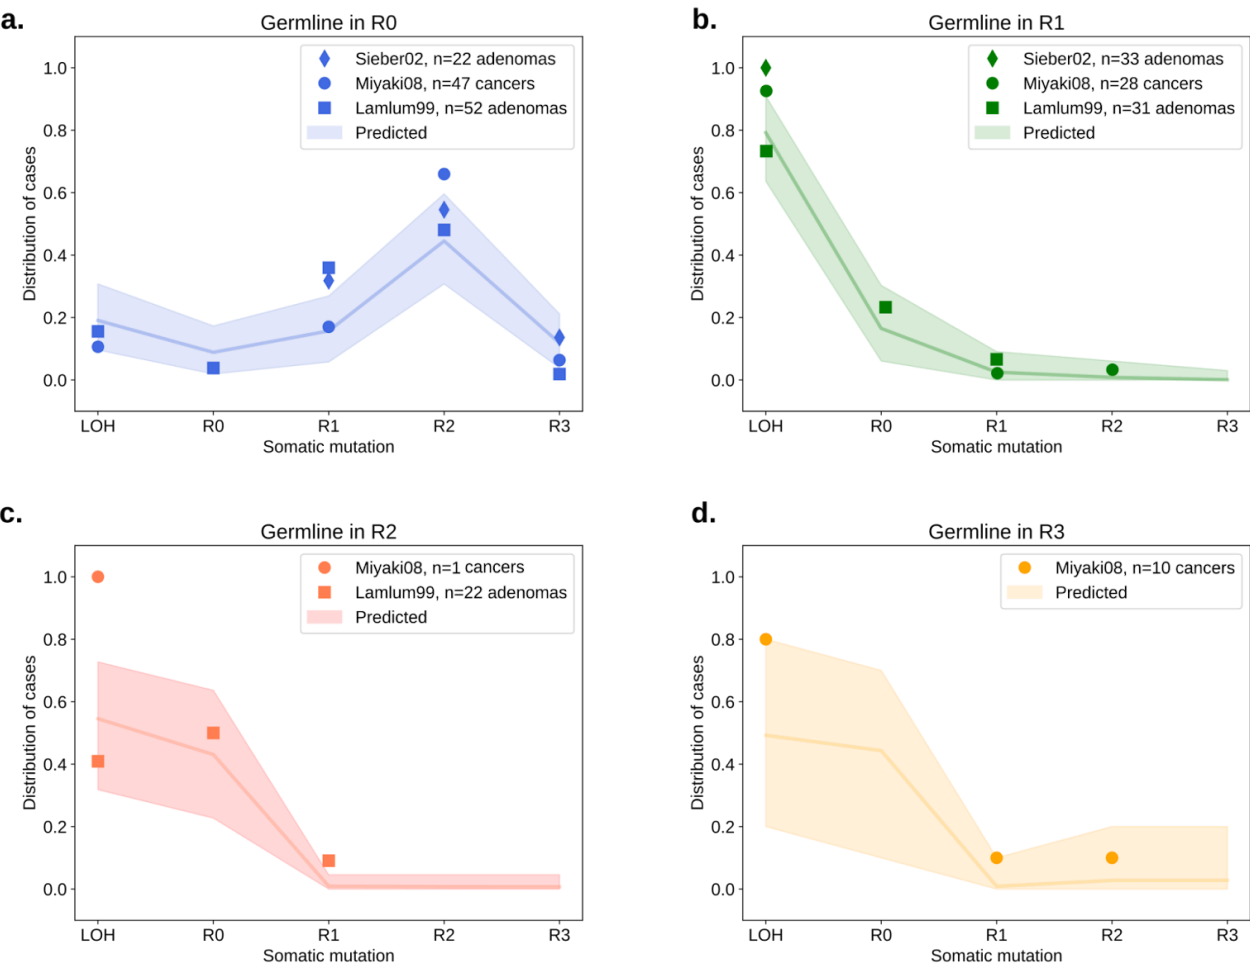 a.
Germline in R0
Sieber02, n=22 adenomas
Miyaki08, n=47 cancers
Lamlum99, n=52 adenomas
Predicted
Distribution of cases
1.0
0.8
0.6
0.4
0.2
0.0
LOH R0 R1 R2 R3
Somatic mutation
b.
Germline in R1
Sieber02, n=33 adenomas
Miyaki08, n=28 cancers
Lamlum99, n=31 adenomas
Predicted
Distribution of cases
1.0
0.8
0.6
0.4
0.2
0.0
LOH R0 R1 R2 R3
Somatic mutation
c.
Germline in R2
Miyaki08, n=1 cancers
Lamlum99, n=22 adenomas
Predicted
Distribution of cases
1.0
0.8
0.6
0.4
0.2
0.0
LOH R0 R1 R2 R3
Somatic mutation
d.
Germline in R3
Miyaki08, n=10 cancers
Predicted
Distribution of cases
1.0
0.8
0.6
0.4
0.2
0.0
LOH R0 R1 R2 R3
Somatic mutation